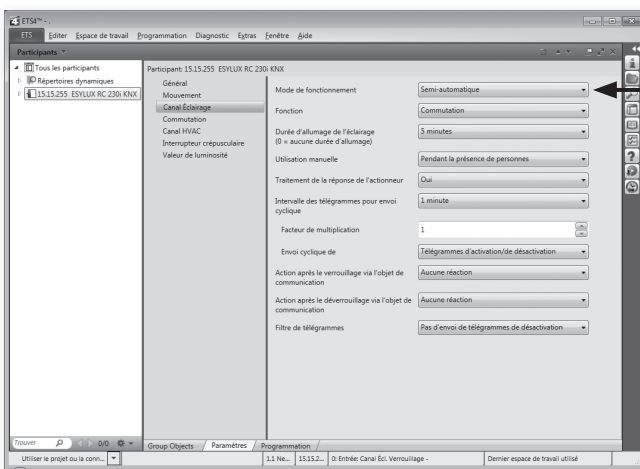 ETS4™ - .
ETS Editer Espace de travail Programmation Diagnostic Extras Fenêtre Aide
Participants
Tous les participants
Répertoires dynamiques
15.15.255 ESYLUX RC 230i KNX
Participant: 15.15.255 ESYLUX RC 230i KNX
Général
Mouvement
Canal Éclairage
Commutation
Canal HVAC
Interrupteur crépusculaire
Valeur de luminosité
Mode de fonctionnement Semi-automatique
Fonction Commutation
Durée d'allumage de l'éclairage
(0 = aucune durée d'allumage) 5 minutes
Utilisation manuelle Pendant la présence de personnes
Traitement de la réponse de l'actionneur Oui
Intervalle des télégrammes pour envoi
cyclique 1 minute
Facteur de multiplication 1
Envoi cyclique de Télégrammes d'activation/de désactivation
Action après le verrouillage via l'objet de
communication Aucune réaction
Action après le déverrouillage via l'objet de
communication Aucune réaction
Filtre de télégrammes Pas d'envoi de télégrammes de désactivation
Trouver 0/0
Group Objects Paramètres Programmation
Utiliser le projet ou la conn... 1.1 Ne... 15.15.2... 0: Entrée: Canal Écl. Verrouillage - Dernier espace de travail utilisé